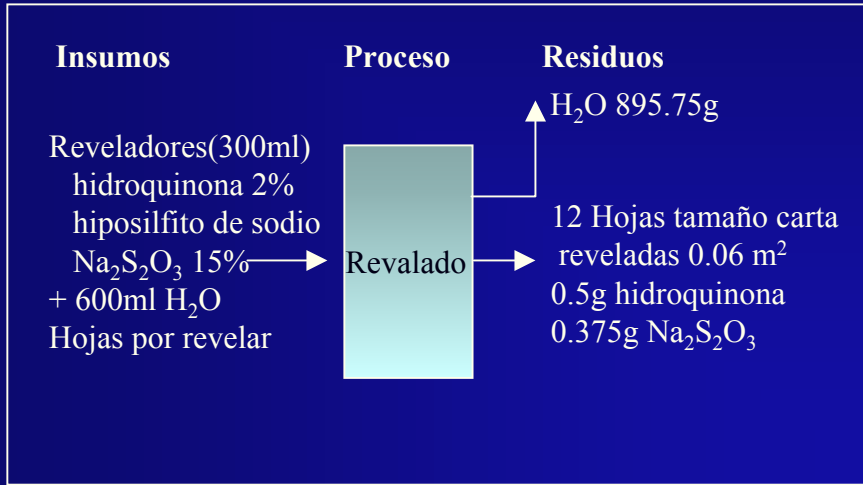 Insumos Proceso Residuos
H₂O 895.75g
Reveladores(300ml)
hidroquinona 2%
hiposilfito de sodio
Na₂S₂O₃ 15%
+ 600ml H₂O
Hojas por revelar
Revalado
12 Hojas tamaño carta
reveladas 0.06 m²
0.5g hidroquinona
0.375g Na₂S₂O₃